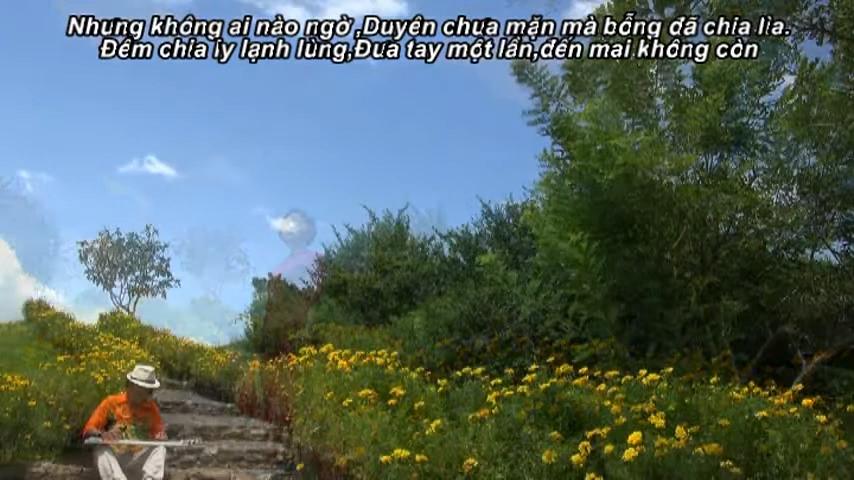 Nhưng không ai nào ngờ ,Duyên chưa mặn mà bỗng đã chia lìa.
Đêm chia ly lạnh lùng,Đưa tay một lần,đến mai không còn